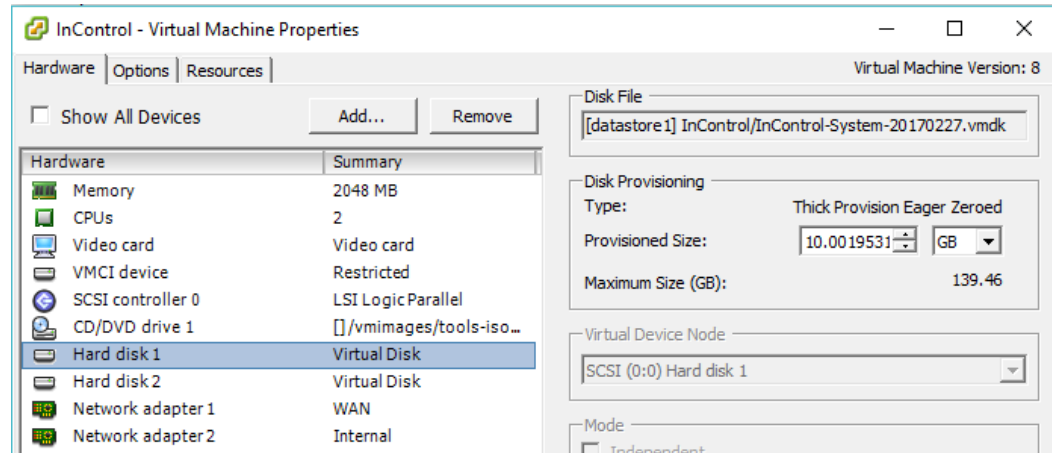 InControl - Virtual Machine Properties
Hardware Options Resources Virtual Machine Version: 8
Show All Devices Add... Remove
Hardware Summary
Memory 2048 MB
CPUs 2
Video card Video card
VMCI device Restricted
SCSI controller 0 LSI Logic Parallel
CD/DVD drive 1 [] /vmimages/tools-iso...
Hard disk 1 Virtual Disk
Hard disk 2 Virtual Disk
Network adapter 1 WAN
Network adapter 2 Internal
Disk File
[datastore1] InControl/InControl-System-20170227.vmdk
Disk Provisioning
Type: Thick Provision Eager Zeroed
Provisioned Size: 10.0019531 GB
Maximum Size (GB): 139.46
Virtual Device Node
SCSI (0:0) Hard disk 1
Mode
Independent